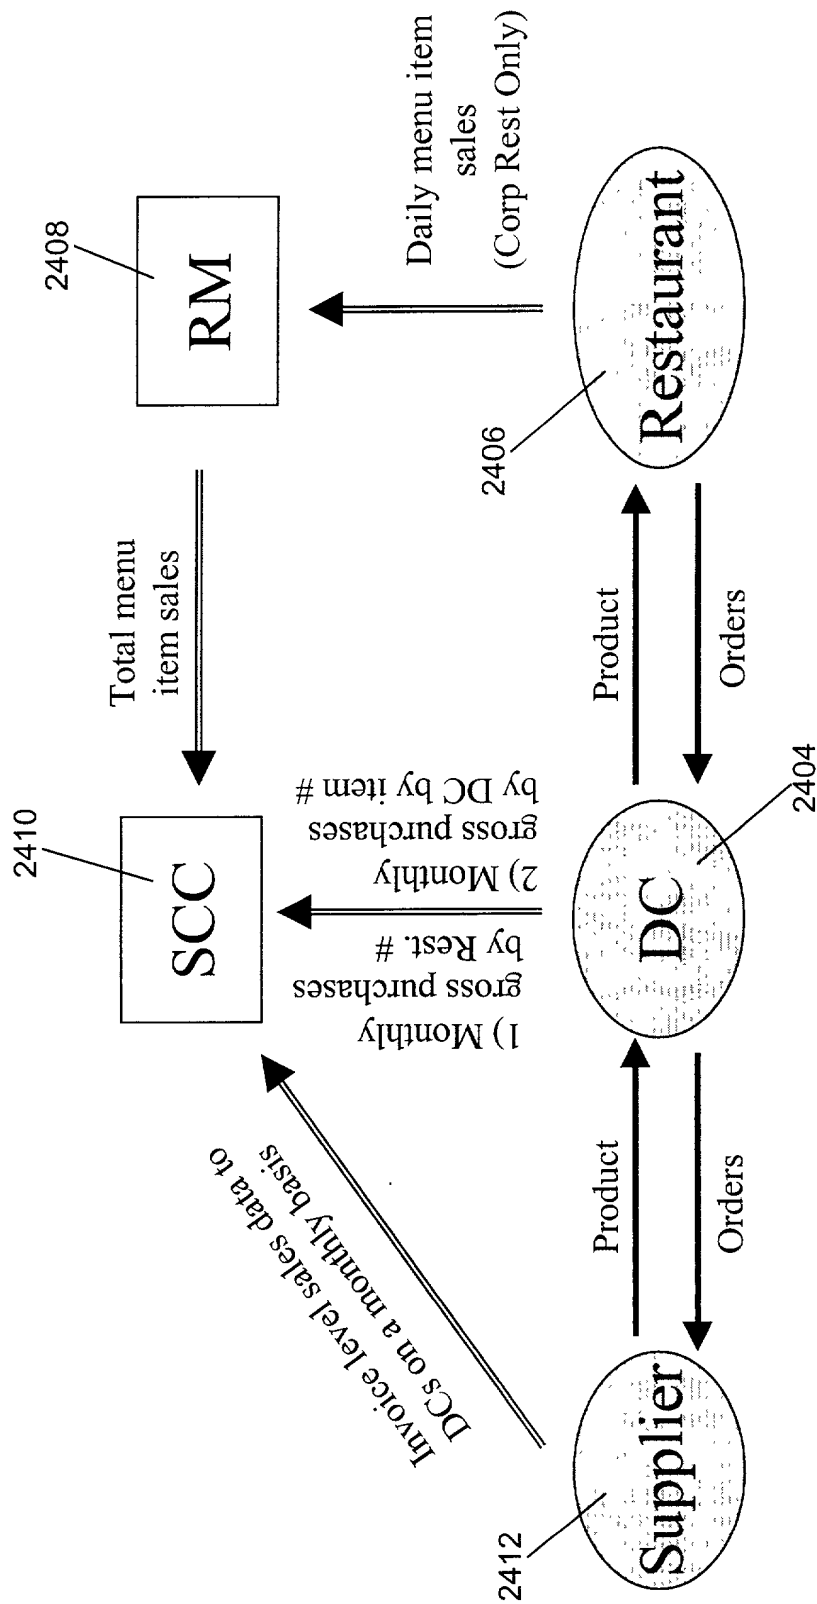 2410
SCC
2408
RM
Total menu
item sales
Daily menu item
sales
(Corp Rest Only)
Invoice level sales data to
DCs on a monthly basis
1) Monthly
gross purchases
by Rest. #
2) Monthly
gross purchases
by DC by item #
2412
Supplier
Product
Orders
DC
2404
Product
Orders
2406
Restaurant